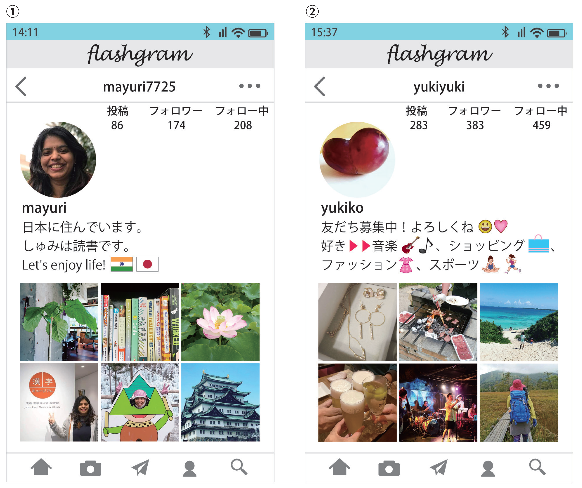 ①
14:11
flashgram
mayuri7725
投稿 フォロワー フォロー中
86 174 208
mayuri
日本に住んでいます。
しゅみは読書です。
Let's enjoy life!
漢字
②
15:37
flashgram
yukiyuki
投稿 フォロワー フォロー中
283 383 459
yukiko
友だち募集中！よろしくね
好き▶▶音楽、ショッピング、
ファッション、スポーツ